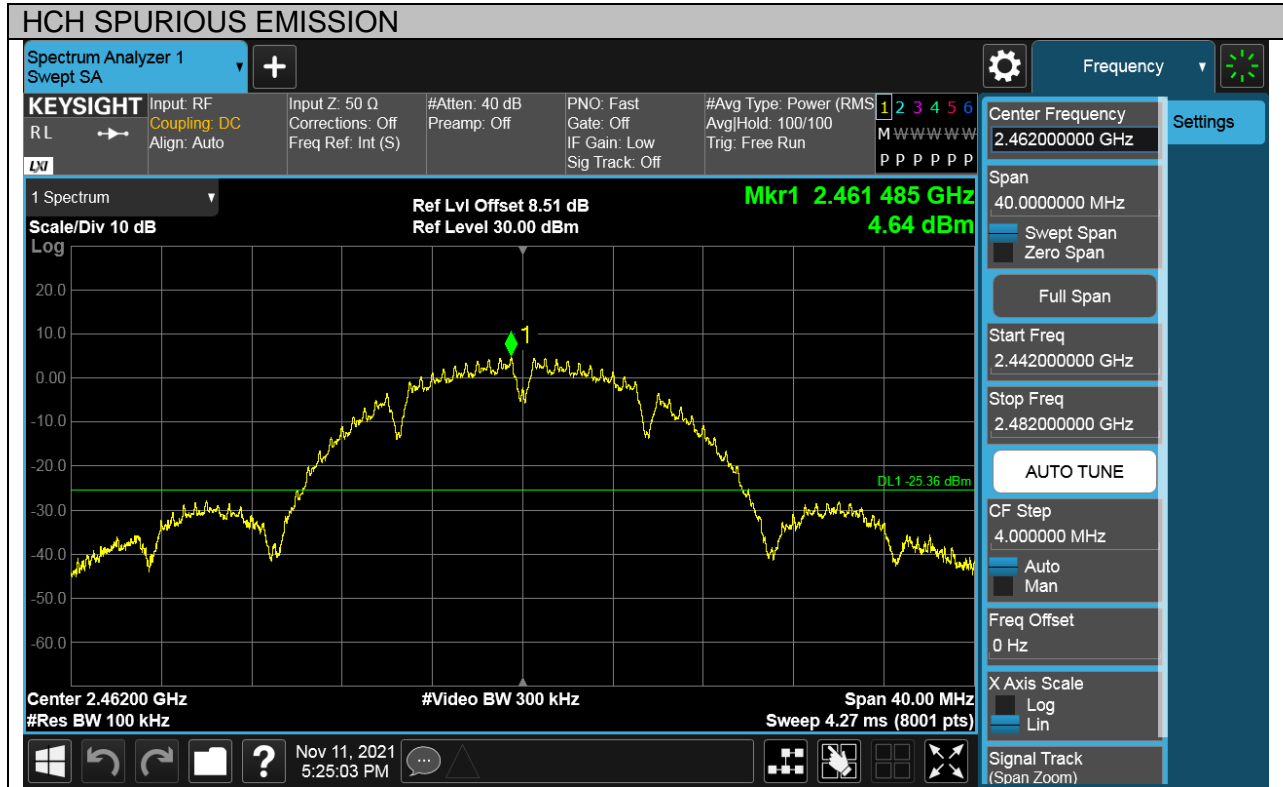 HCH SPURIOUS EMISSION
Spectrum Analyzer 1
Swept SA
Frequency
KEYSIGHT
R L
LXI
Input: RF
Coupling: DC
Align: Auto
Input Z: 50 Ω
Corrections: Off
Freq Ref: Int (S)
#Atten: 40 dB
Preamp: Off
PNO: Fast
Gate: Off
IF Gain: Low
Sig Track: Off
#Avg Type: Power (RMS
Avg|Hold: 100/100
Trig: Free Run
1 2 3 4 5 6
M W W W W W
P P P P P P
1 Spectrum
Scale/Div 10 dB
Ref Lvl Offset 8.51 dB
Ref Level 30.00 dBm
Mkr1 2.461 485 GHz
4.64 dBm
Log
20.0
10.0
0.00
-10.0
-20.0
-30.0
-40.0
-50.0
-60.0
1
DL1 -25.36 dBm
Center 2.46200 GHz
#Res BW 100 kHz
#Video BW 300 kHz
Span 40.00 MHz
Sweep 4.27 ms (8001 pts)
Center Frequency
2.462000000 GHz
Settings
Span
40.0000000 MHz
Swept Span
Zero Span
Full Span
Start Freq
2.442000000 GHz
Stop Freq
2.482000000 GHz
AUTO TUNE
CF Step
4.000000 MHz
Auto
Man
Freq Offset
0 Hz
X Axis Scale
Log
Lin
Signal Track
(Span Zoom)
?
Nov 11, 2021
5:25:03 PM